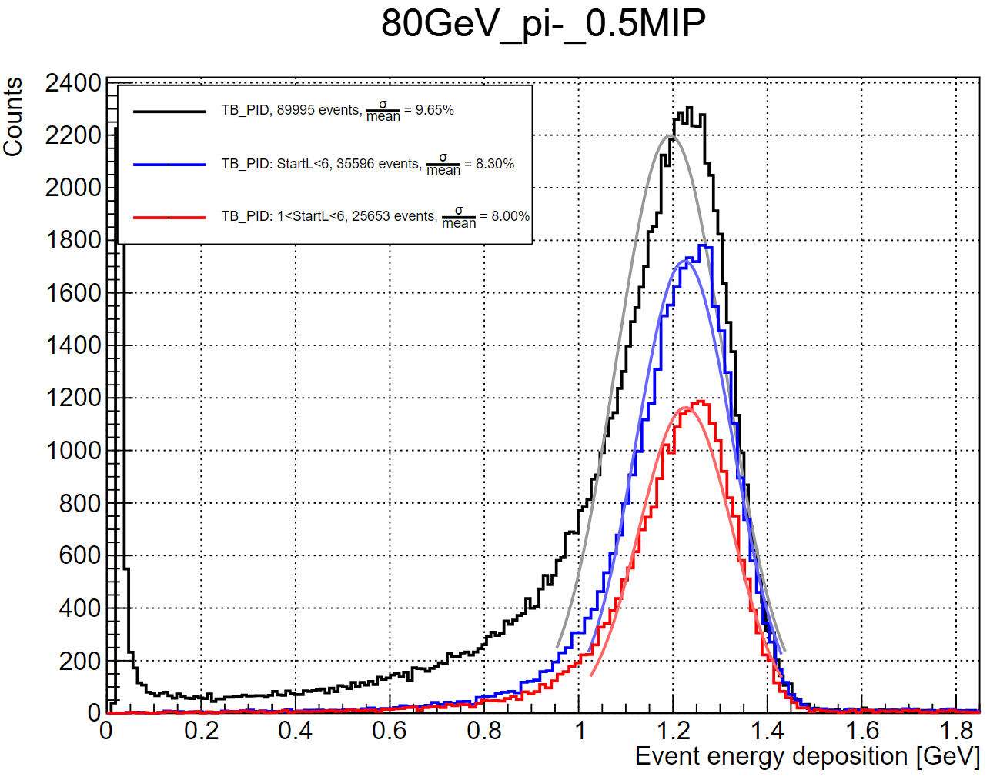 80GeV_pi-_0.5MIP
Counts
2400
2200
2000
1800
1600
1400
1200
1000
800
600
400
200
0
TB_PID, 89995 events, σ/mean = 9.65%
TB_PID: StartL<6, 35596 events, σ/mean = 8.30%
TB_PID: 1<StartL<6, 25653 events, σ/mean = 8.00%
0 0.2 0.4 0.6 0.8 1 1.2 1.4 1.6 1.8
Event energy deposition [GeV]